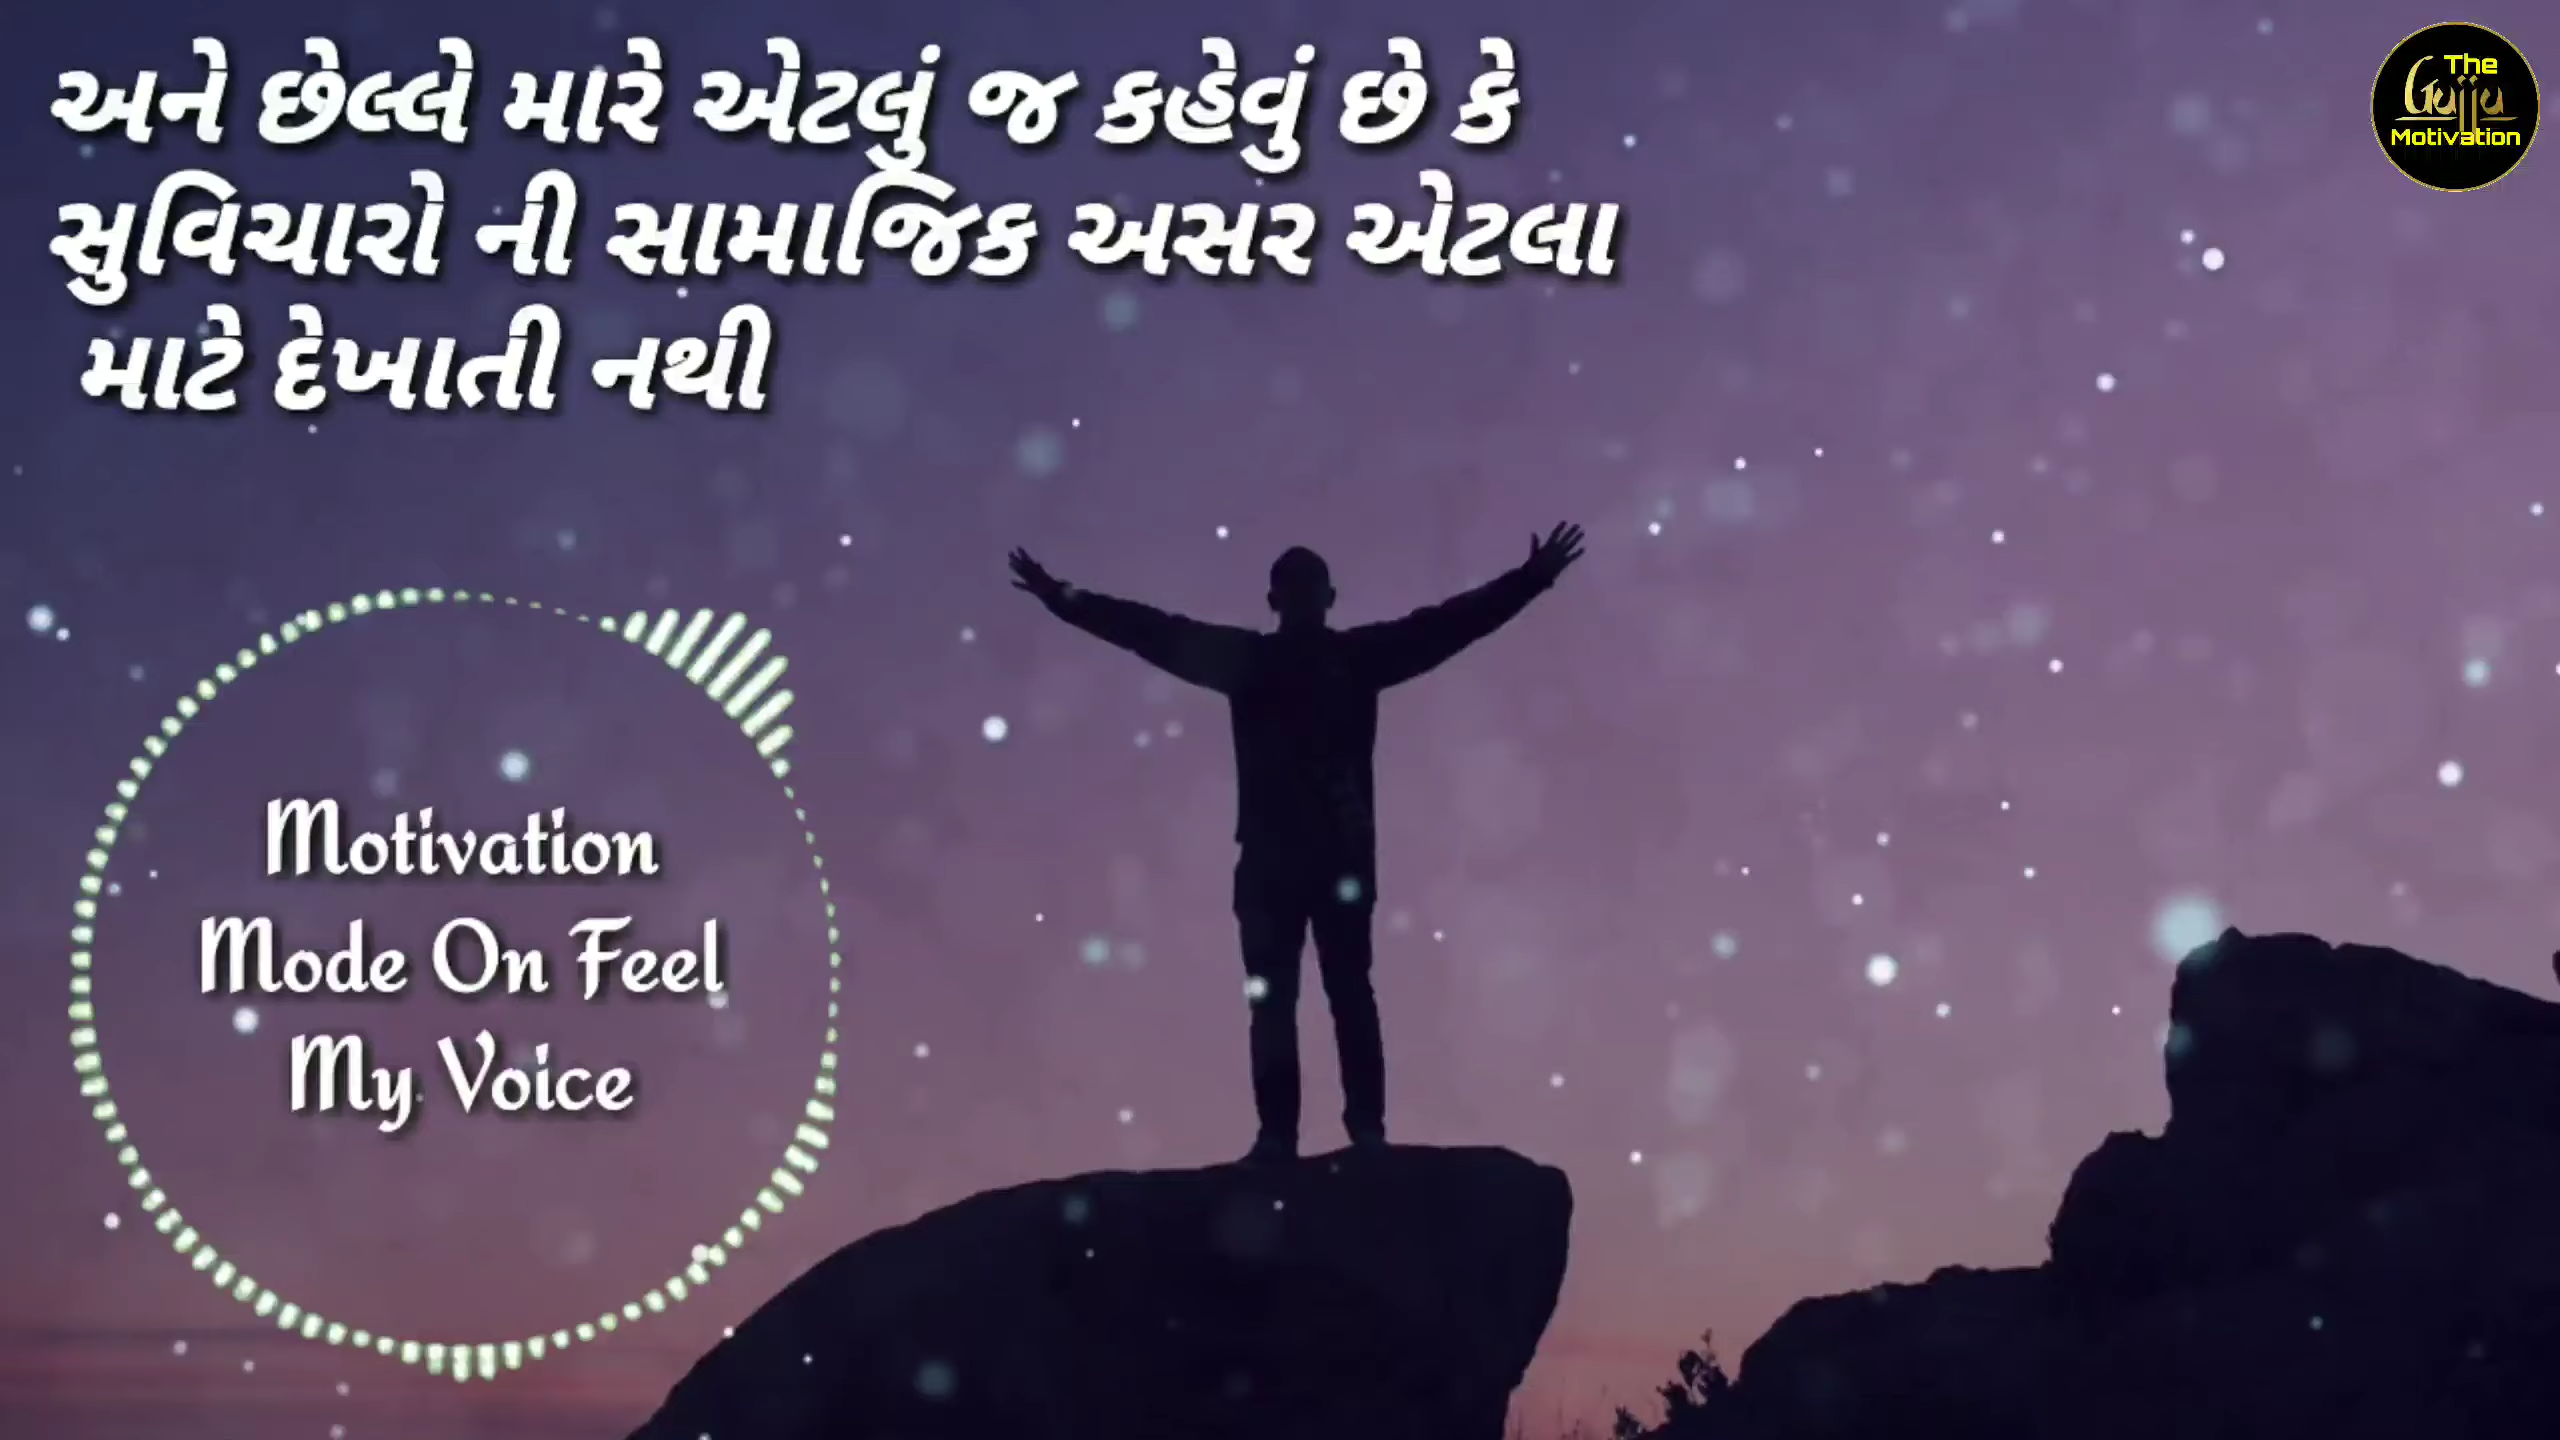 અને છેલ્લે મારે એટલું જ કહેવું છે કે
સુવિચારો ની સામાજિક અસર એટલા
માટે દેખાતી નથી
The
Gujju
Motivation
Motivation
Mode On Feel
My Voice